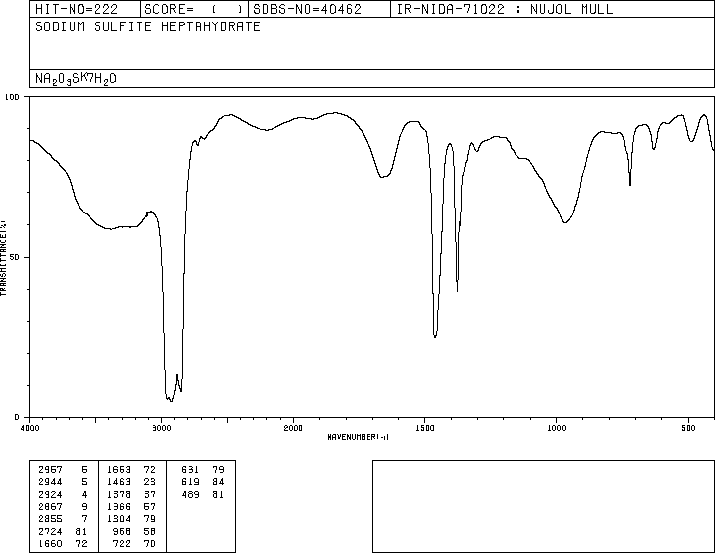 HIT-NO=222 SCORE= ( ) SDBS-NO=40462 IR-NIDA-71022 : NUJOL MULL
SODIUM SULFITE HEPTAHYDRATE
NA2O3SK7H2O
100
50
0
TRANSMITTANCE(%)
4000 3000 2000 1500 1000 500
WAVENUMBER(-1)
2957 6 1653 72 631 79
2944 5 1463 23 619 84
2924 4 1378 37 489 81
2867 9 1366 57
2855 7 1304 79
2724 81 968 58
1660 72 722 70